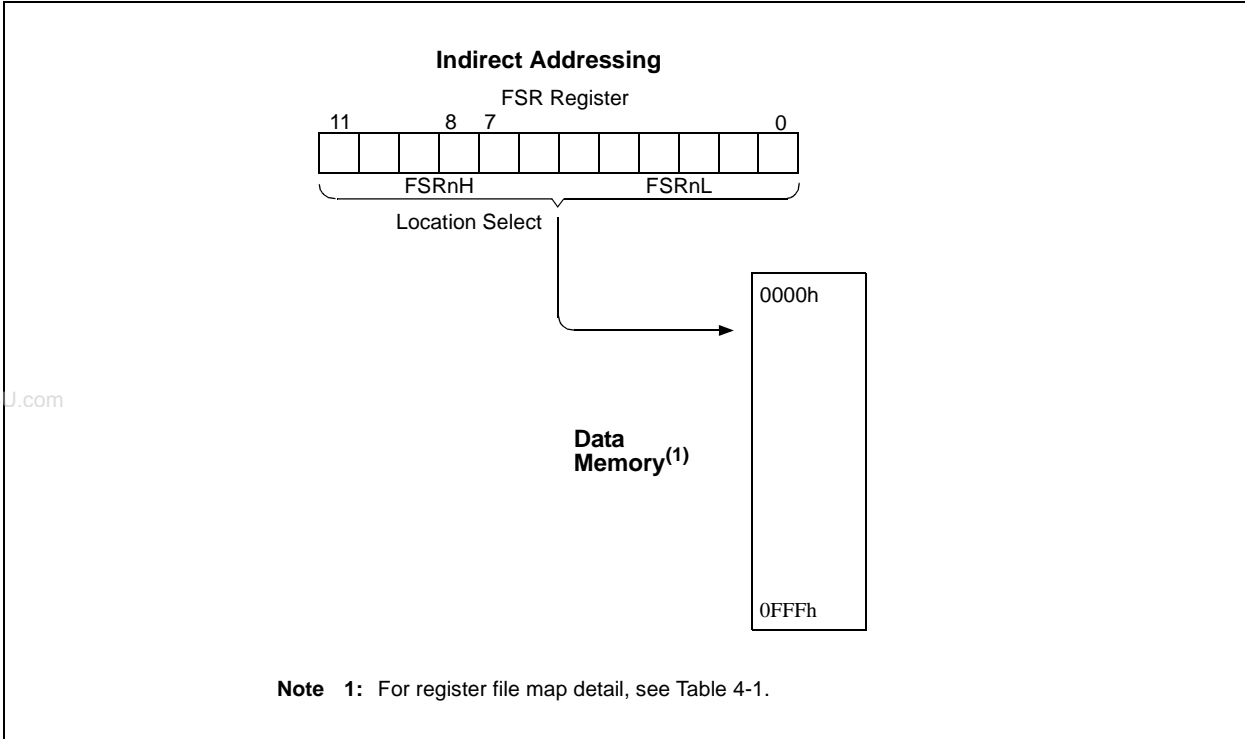 Indirect Addressing
FSR Register
11 8 7 0
FSRnH FSRnL
Location Select
0000h
J.com
Data
Memory(1)
0FFFh
Note 1: For register file map detail, see Table 4-1.